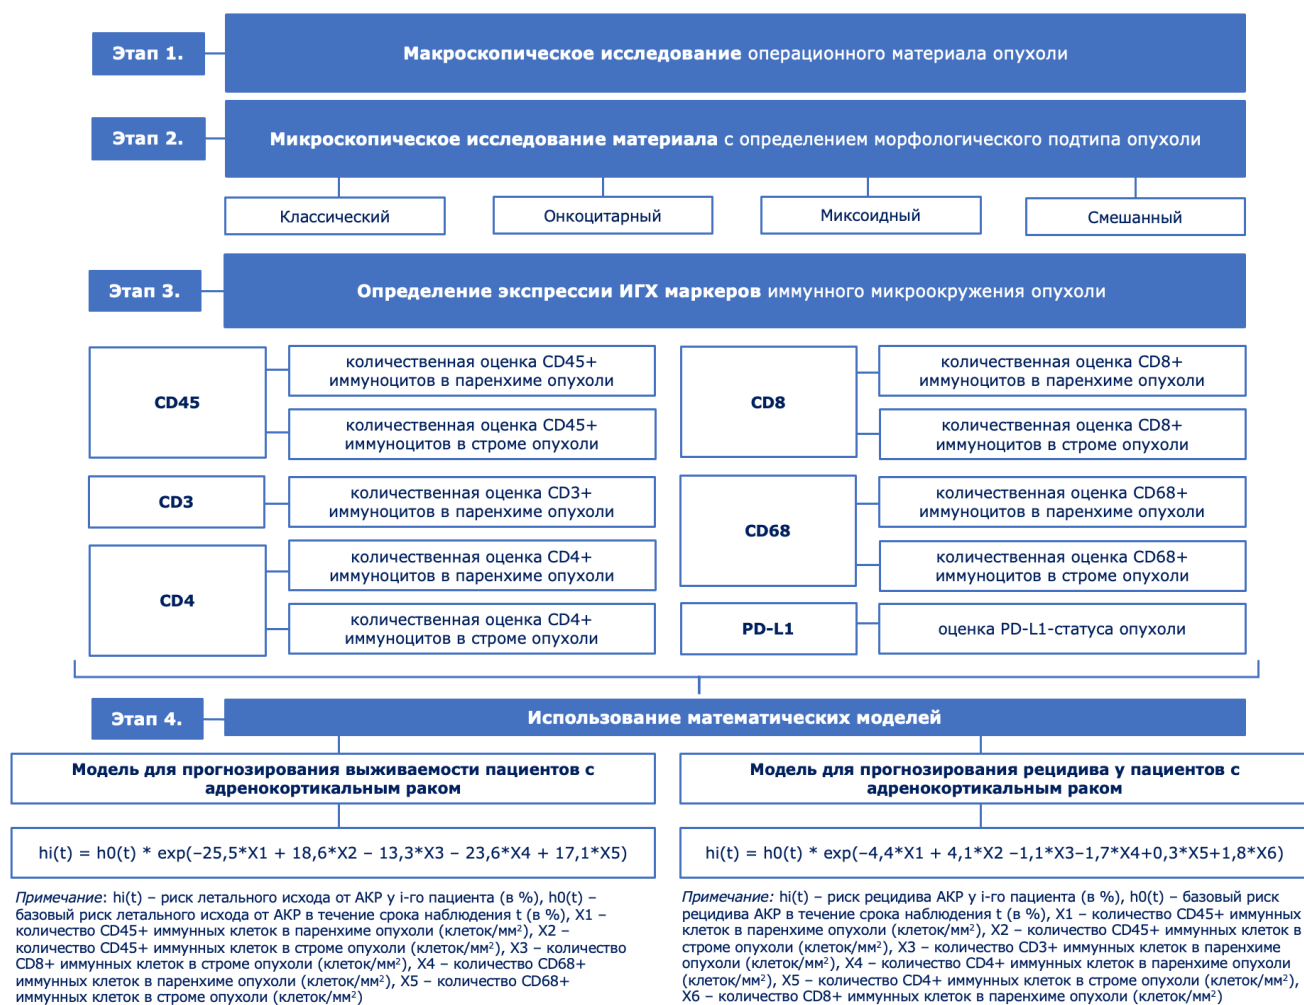 Этап 1.
Макроскопическое исследование операционного материала опухоли
Этап 2.
Микроскопическое исследование материала с определением морфологического подтипа опухоли
Классический
Онкоцитарный
Миксоидный
Смешанный
Этап 3.
Определение экспрессии ИГХ маркеров иммунного микроокружения опухоли
CD45
количественная оценка CD45+
иммуноцитов в паренхиме опухоли
количественная оценка CD45+
иммуноцитов в строме опухоли
CD3
количественная оценка CD3+
иммуноцитов в паренхиме опухоли
CD4
количественная оценка CD4+
иммуноцитов в паренхиме опухоли
количественная оценка CD4+
иммуноцитов в строме опухоли
CD8
количественная оценка CD8+
иммуноцитов в паренхиме опухоли
количественная оценка CD8+
иммуноцитов в строме опухоли
CD68
количественная оценка CD68+
иммуноцитов в паренхиме опухоли
количественная оценка CD68+
иммуноцитов в строме опухоли
PD-L1
оценка PD-L1-статуса опухоли
Этап 4.
Использование математических моделей
Модель для прогнозирования выживаемости пациентов с
адренокортикальным раком
hi(t) = h0(t) * exp(–25,5*X1 + 18,6*X2 – 13,3*X3 – 23,6*X4 + 17,1*X5)
Примечание: hi(t) – риск летального исхода от АКР у i-го пациента (в %), h0(t) –
базовый риск летального исхода от АКР в течение срока наблюдения t (в %), X1 –
количество CD45+ иммунных клеток в паренхиме опухоли (клеток/мм²), X2 –
количество CD45+ иммунных клеток в строме опухоли (клеток/мм²), X3 – количество
CD8+ иммунных клеток в строме опухоли (клеток/мм²), X4 – количество CD68+
иммунных клеток в паренхиме опухоли (клеток/мм²), X5 – количество CD68+
иммунных клеток в строме опухоли (клеток/мм²)
Модель для прогнозирования рецидива у пациентов с
адренокортикальным раком
hi(t) = h0(t) * exp(–4,4*X1 + 4,1*X2 –1,1*X3–1,7*X4+0,3*X5+1,8*X6)
Примечание: hi(t) – риск рецидива АКР у i-го пациента (в %), h0(t) – базовый риск
рецидива АКР в течение срока наблюдения t (в %), X1 – количество CD45+ иммунных
клеток в паренхиме опухоли (клеток/мм²), X2 – количество CD45+ иммунных клеток в
строме опухоли (клеток/мм²), X3 – количество CD3+ иммунных клеток в паренхиме
опухоли (клеток/мм²), X4 – количество CD4+ иммунных клеток в паренхиме опухоли
(клеток/мм²), X5 – количество CD4+ иммунных клеток в строме опухоли (клеток/мм²),
X6 – количество CD8+ иммунных клеток в паренхиме опухоли (клеток/мм²)